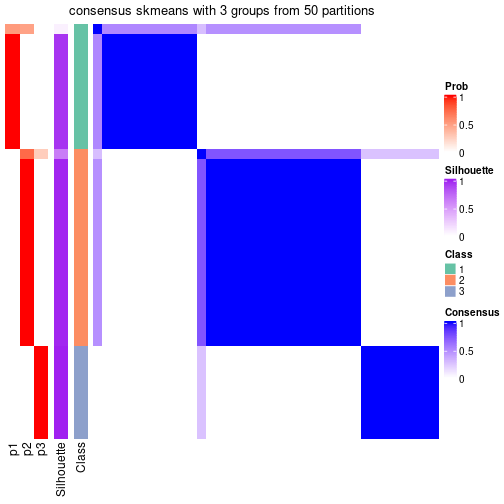 consensus skmeans with 3 groups from 50 partitions
Prob
1
0.5
0
Silhouette
1
0.5
0
Class
1
2
3
Consensus
1
0.5
0
p1
p2
p3
Silhouette
Class